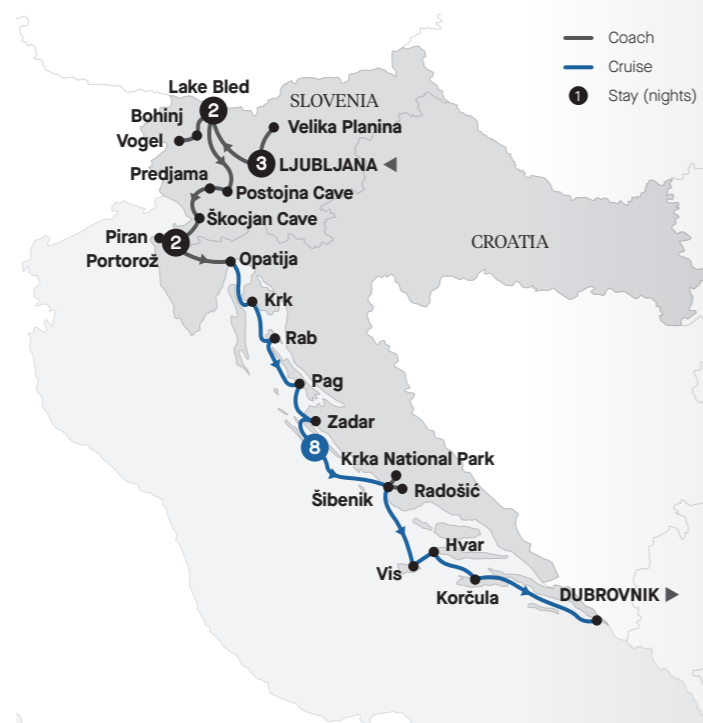 Coach
Cruise
1 Stay (nights)
Lake Bled
2
SLOVENIA
Bohinj
Velika Planina
Vogel
3
LJUBLJANA
Predjama
Postojna Cave
Škocjan Cave
Piran
2
Portorož
CROATIA
Opatija
Krk
Rab
Pag
Zadar
8
Krka National Park
Šibenik
Radošić
Hvar
Vis
Korčula
DUBROVNIK